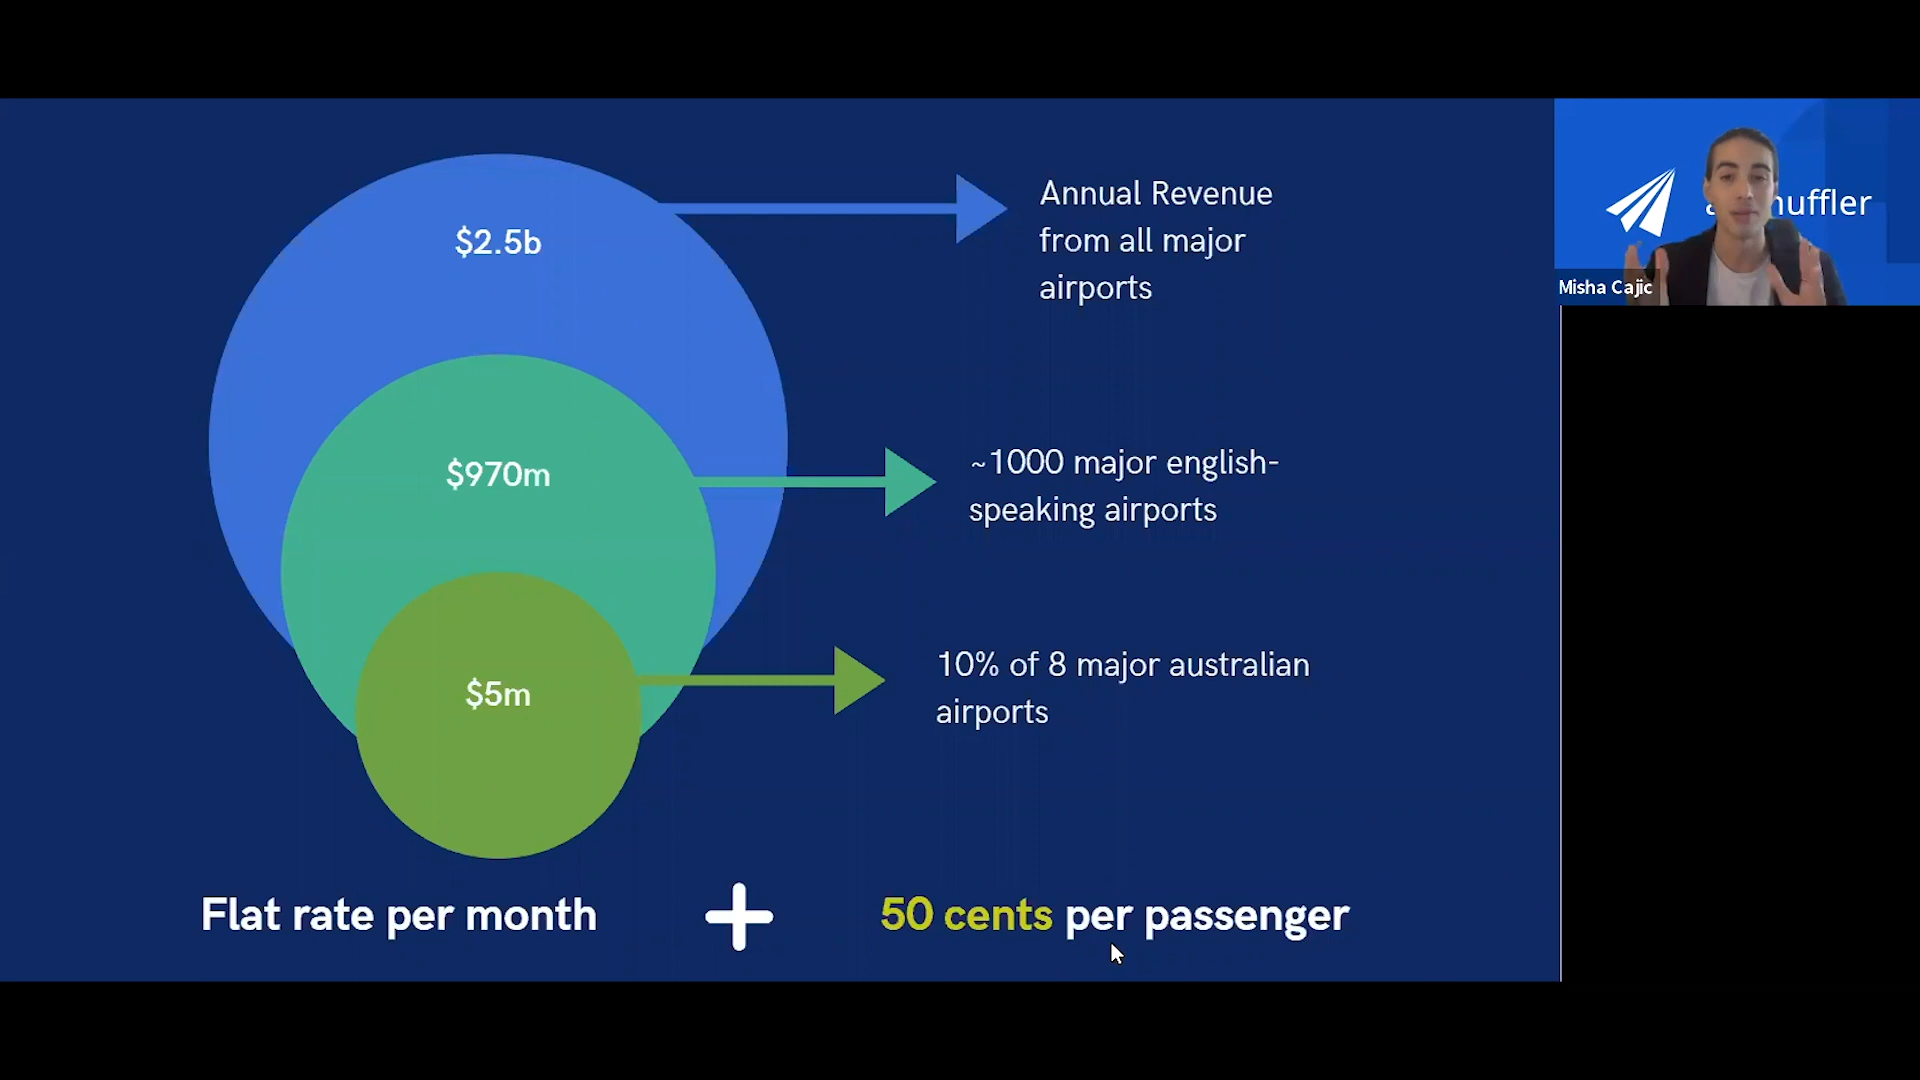 $2.5b
Annual Revenue
from all major
airports
$970m
~1000 major english-
speaking airports
$5m
10% of 8 major australian
airports
Flat rate per month
50 cents per passenger
Misha Cajic